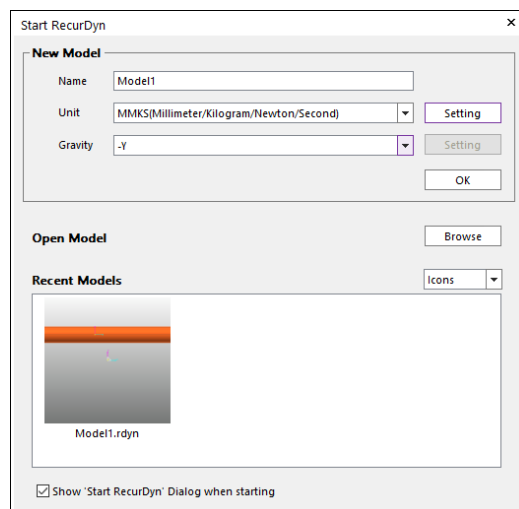 Start RecurDyn
New Model
Name Model1
Unit MMKS(Millimeter/Kilogram/Newton/Second) Setting
Gravity -Y Setting
OK
Open Model Browse
Recent Models Icons
Model1.rdyn
Show 'Start RecurDyn' Dialog when starting